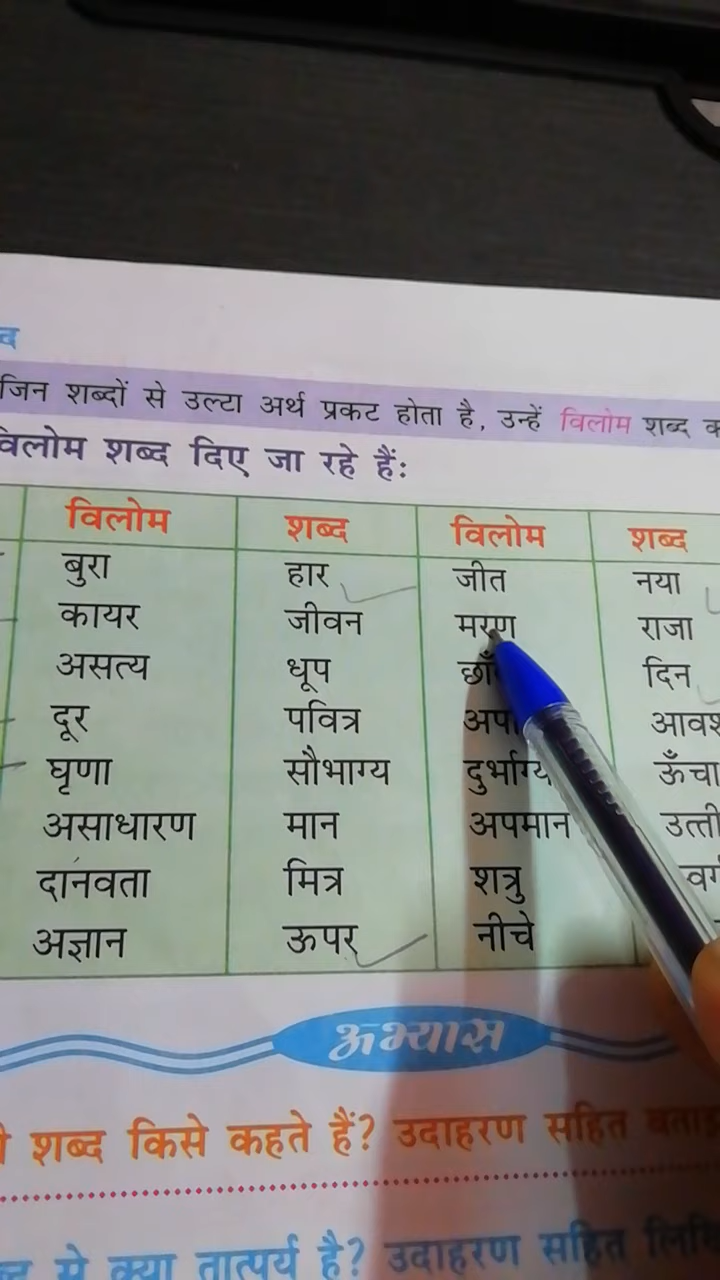 जिन शब्दों से उल्टा अर्थ प्रकट होता है, उन्हें विलोम शब्द
विलोम शब्द दिए जा रहे हैं:
विलोम शब्द विलोम शब्द
बुरा हार जीत नया
कायर जीवन मरण राजा
असत्य धूप दिन
दूर पवित्र
घृणा सौभाग्य दुर्भाग्य ऊँचा
असाधारण मान अपमान
दानवता मित्र शत्रु
अज्ञान ऊपर नीचे
अभ्यास
शब्द किसे कहते हैं? उदाहरण सहित
से क्या तात्पर्य है? उदाहरण सहित